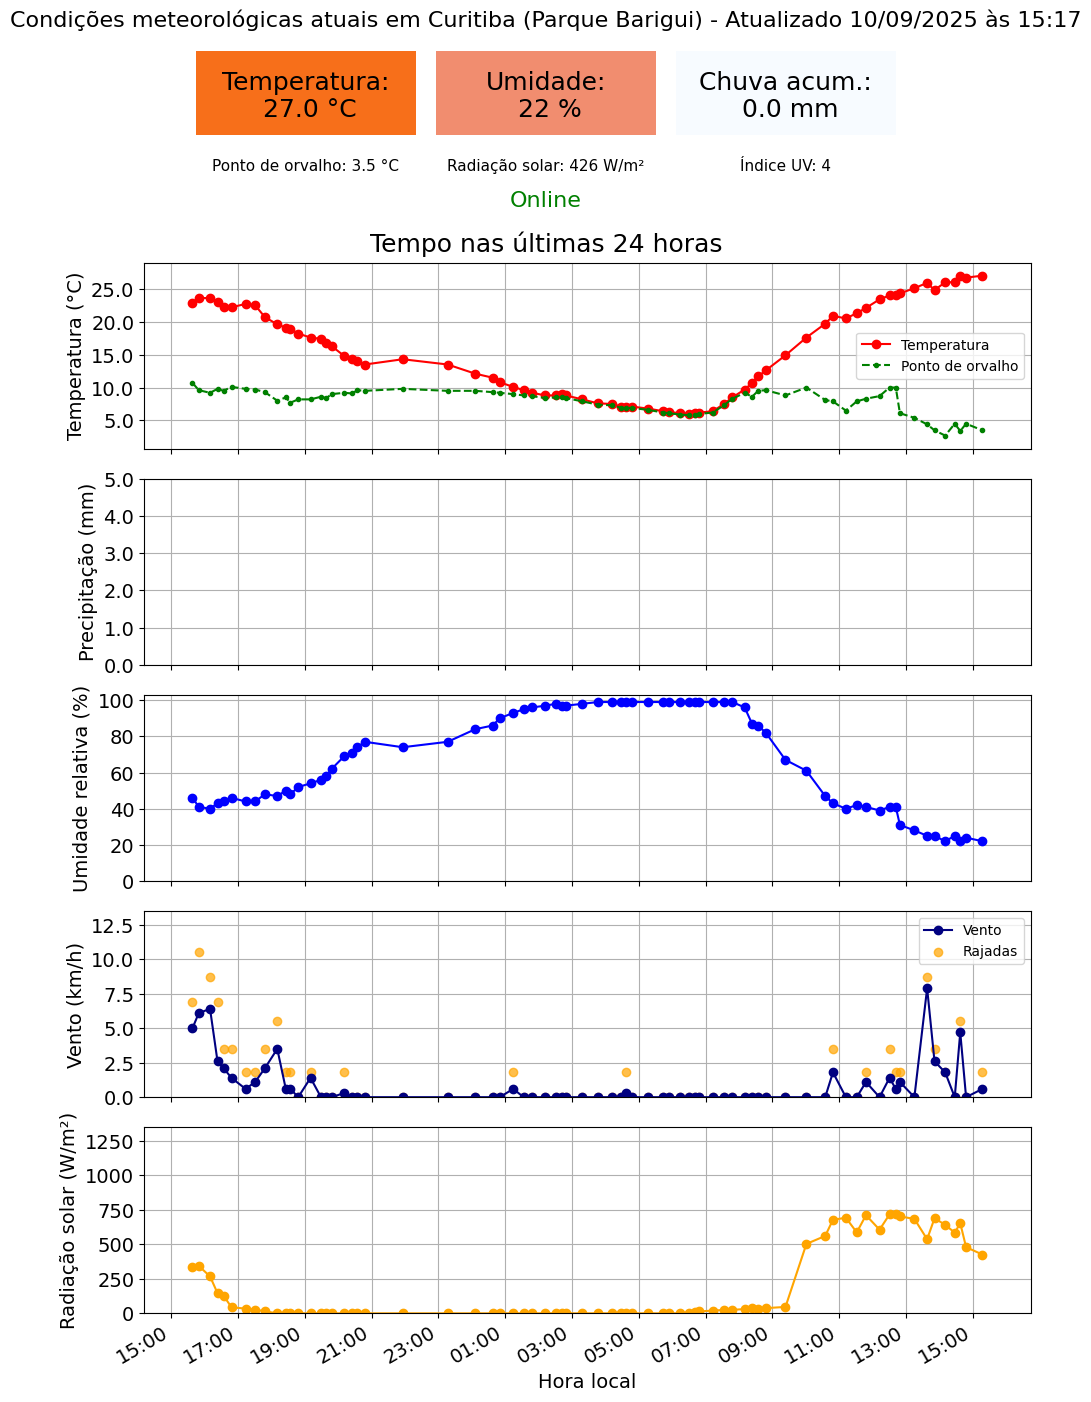 Condições meteorológicas atuais em Curitiba (Parque Barigui) - Atualizado 10/09/2025 às 15:17
Temperatura:
27.0 °C
Umidade:
22 %
Chuva acum.:
0.0 mm
Ponto de orvalho: 3.5 °C
Radiação solar: 426 W/m²
Índice UV: 4
Online
Tempo nas últimas 24 horas
Temperatura (°C)
25.0
20.0
15.0
10.0
5.0
Temperatura
Ponto de orvalho
Precipitação (mm)
5.0
4.0
3.0
2.0
1.0
0.0
Umidade relativa (%)
100
80
60
40
20
0
Vento (km/h)
12.5
10.0
7.5
5.0
2.5
0.0
Vento
Rajadas
Radiação solar (W/m²)
1250
1000
750
500
250
0
15:00
17:00
19:00
21:00
23:00
01:00
03:00
05:00
07:00
09:00
11:00
13:00
15:00
Hora local